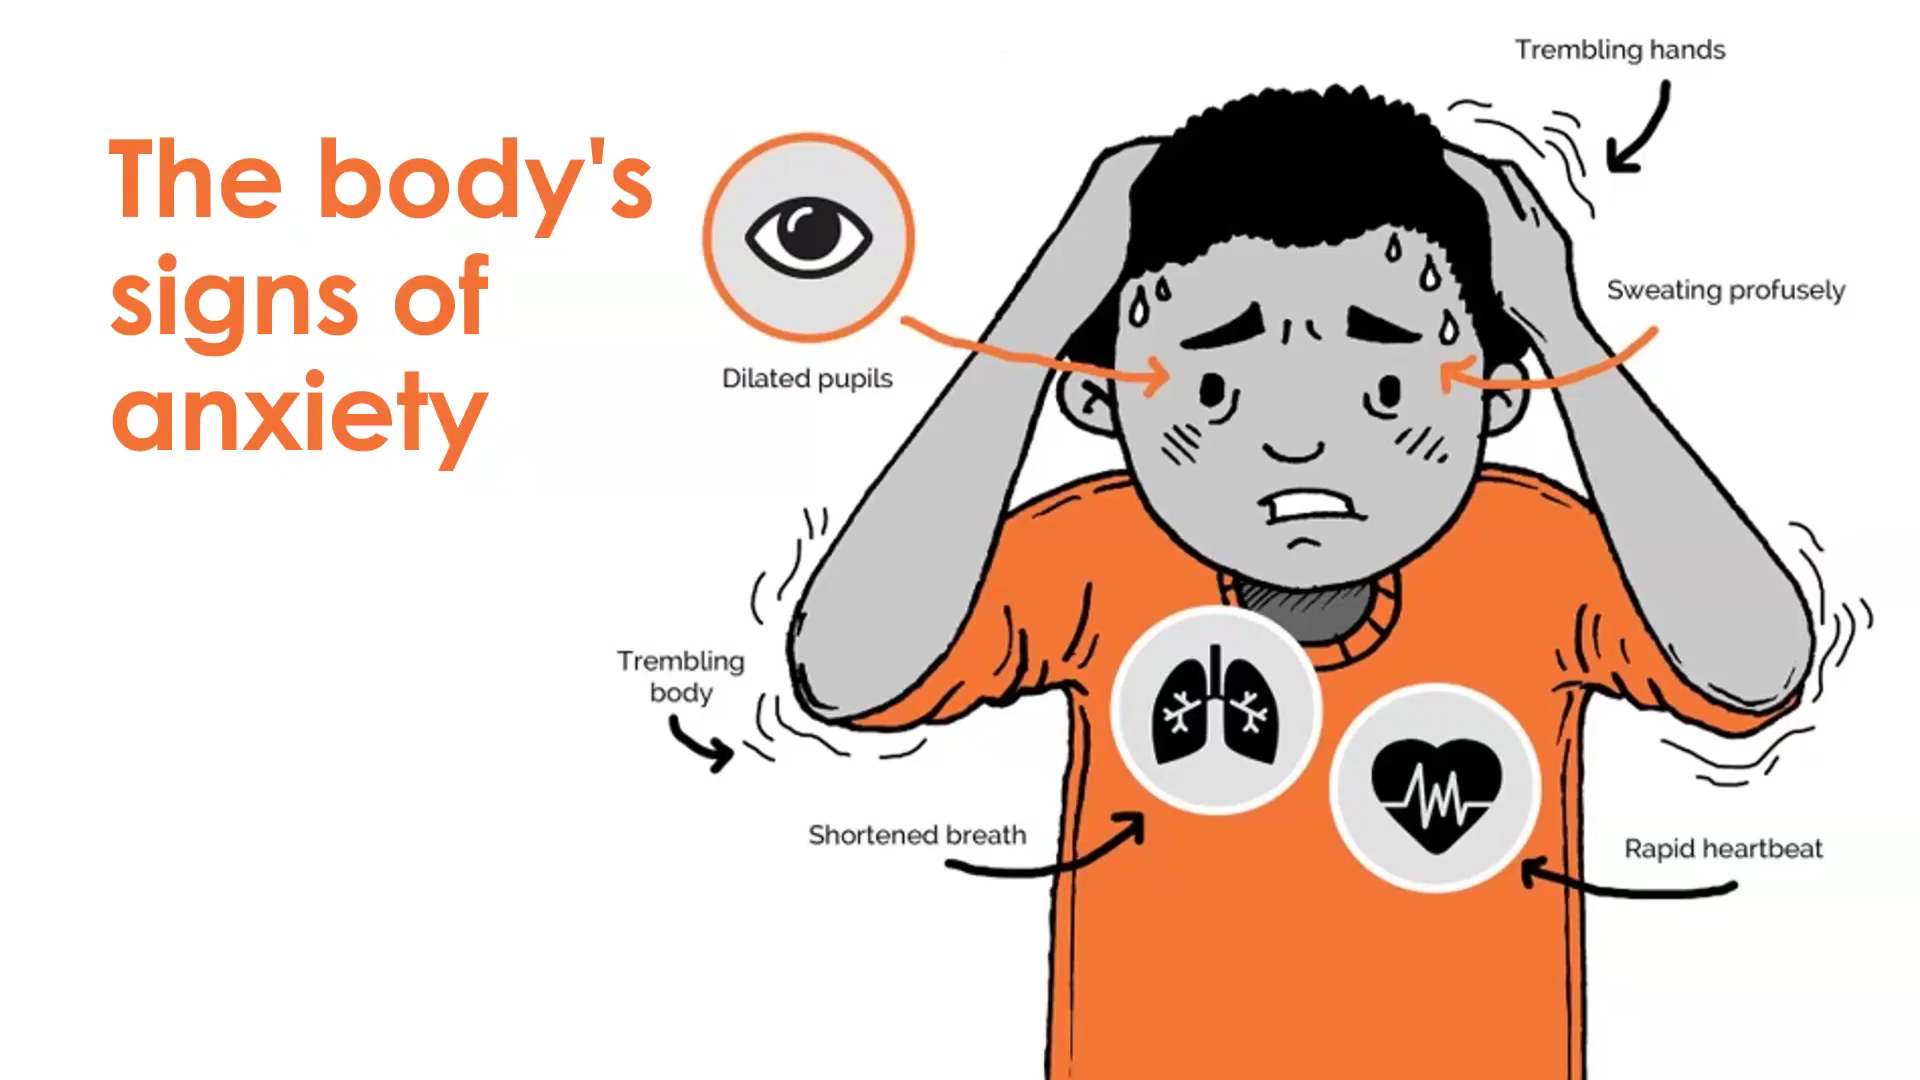 The body's
signs of
anxiety
Trembling hands
Dilated pupils
Sweating profusely
Trembling
body
Shortened breath
Rapid heartbeat